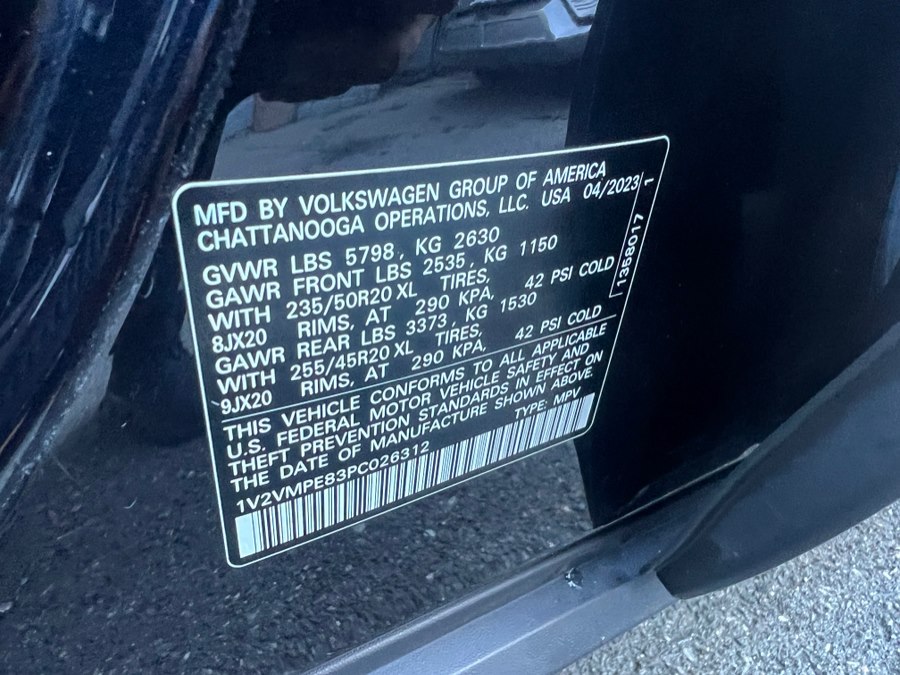 MFD BY VOLKSWAGEN GROUP OF AMERICA
CHATTANOOGA OPERATIONS, LLC. USA 04/2023
GVWR LBS 5798, KG 2630
GAWR FRONT LBS 2535, KG 1150
WITH 235/50R20 XL TIRES,
8JX20 RIMS, AT 290 KPA, 42 PSI COLD
GAWR REAR LBS 3373, KG 1530
WITH 255/45R20 XL TIRES,
9JX20 RIMS, AT 290 KPA, 42 PSI COLD
THIS VEHICLE CONFORMS TO ALL APPLICABLE
U.S. FEDERAL MOTOR VEHICLE SAFETY AND
THEFT PREVENTION STANDARDS IN EFFECT ON
THE DATE OF MANUFACTURE SHOWN ABOVE.
1V2VMPE83PC026312 TYPE: MPV
1358017 1